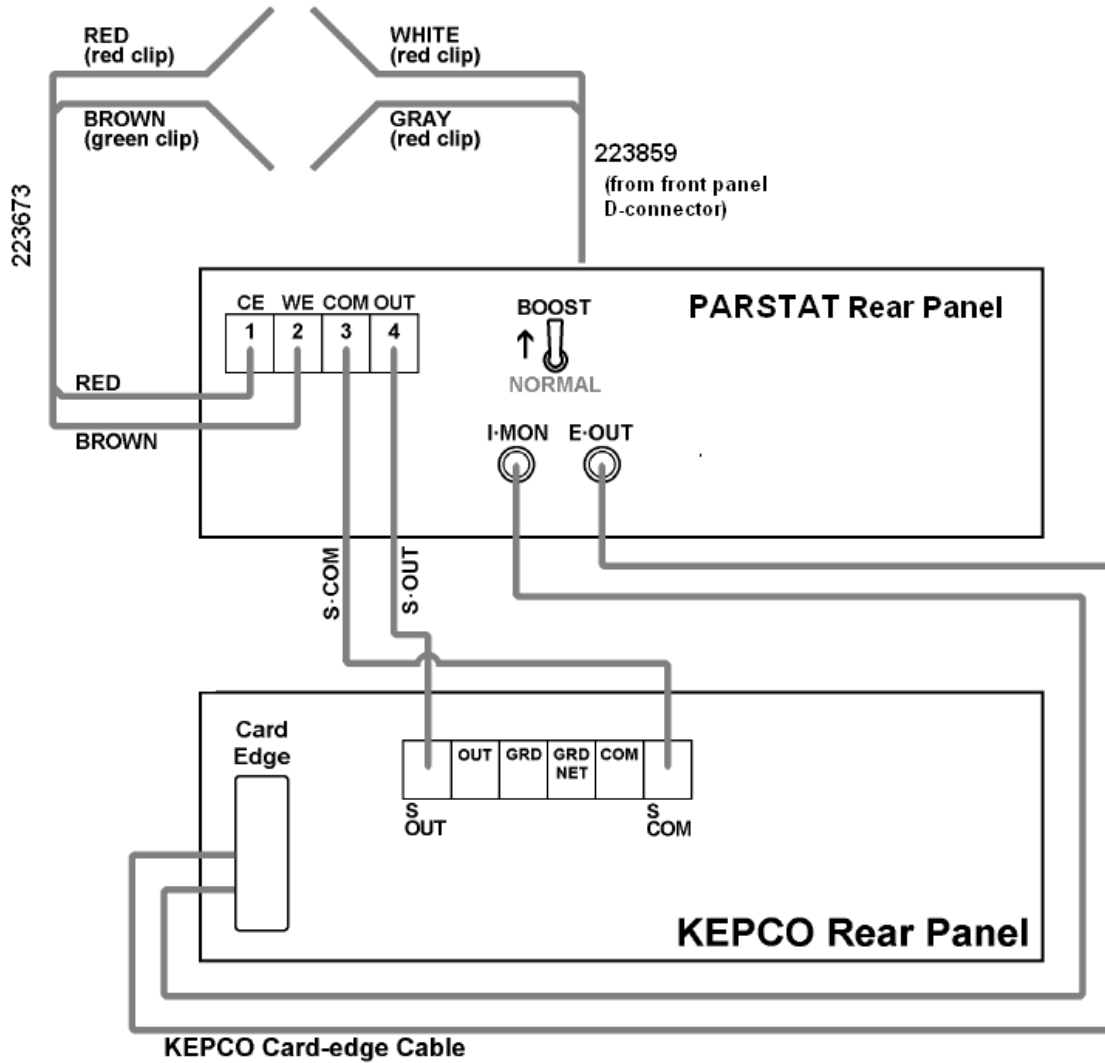 RED
(red clip)
WHITE
(red clip)
BROWN
(green clip)
GRAY
(red clip)
223859
(from front panel
D-connector)
223673
CE WE COM OUT
1 2 3 4
BOOST
NORMAL
PARSTAT Rear Panel
RED
BROWN
I·MON E·OUT
S·COM
S·OUT
Card
Edge
OUT GRD GRD
NET COM
S
OUT
S
COM
KEPCO Rear Panel
KEPCO Card-edge Cable